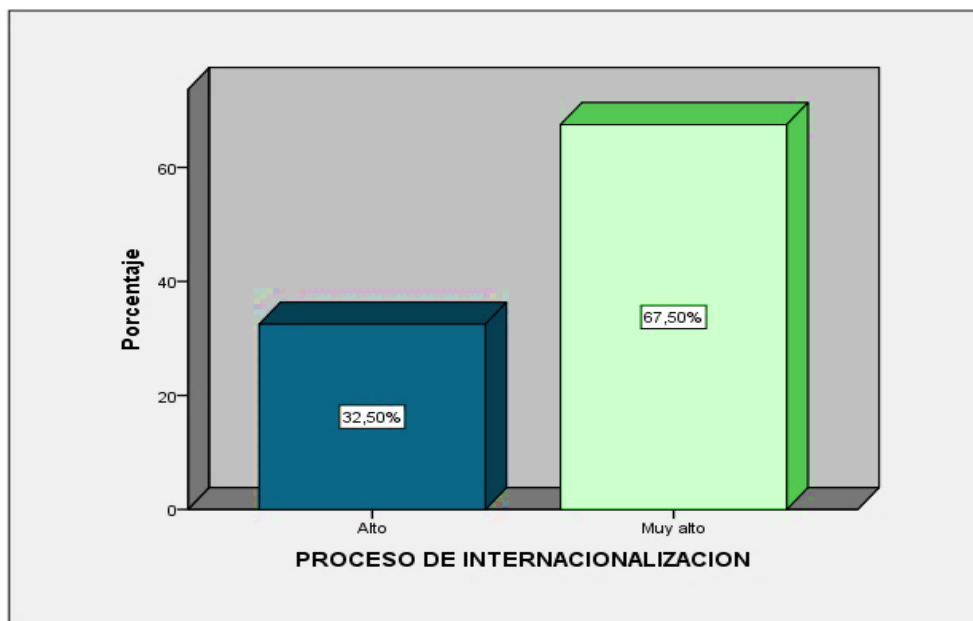 60
40
20
0
Porcentaje
32,50%
67,50%
Alto
Muy alto
PROCESO DE INTERNACIONALIZACION